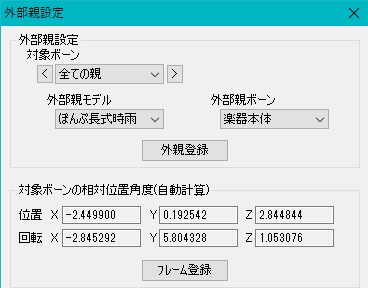 外部親設定
外部親設定
対象ボーン
< 全ての親 >
外部親モデル 外部親ボーン
ぽんぷ長式時雨 楽器本体
外親登録
対象ボーンの相対位置角度(自動計算)
位置 X -2.449900 Y 0.192542 Z 2.844844
回転 X -2.845292 Y 5.804328 Z 1.053076
フレーム登録